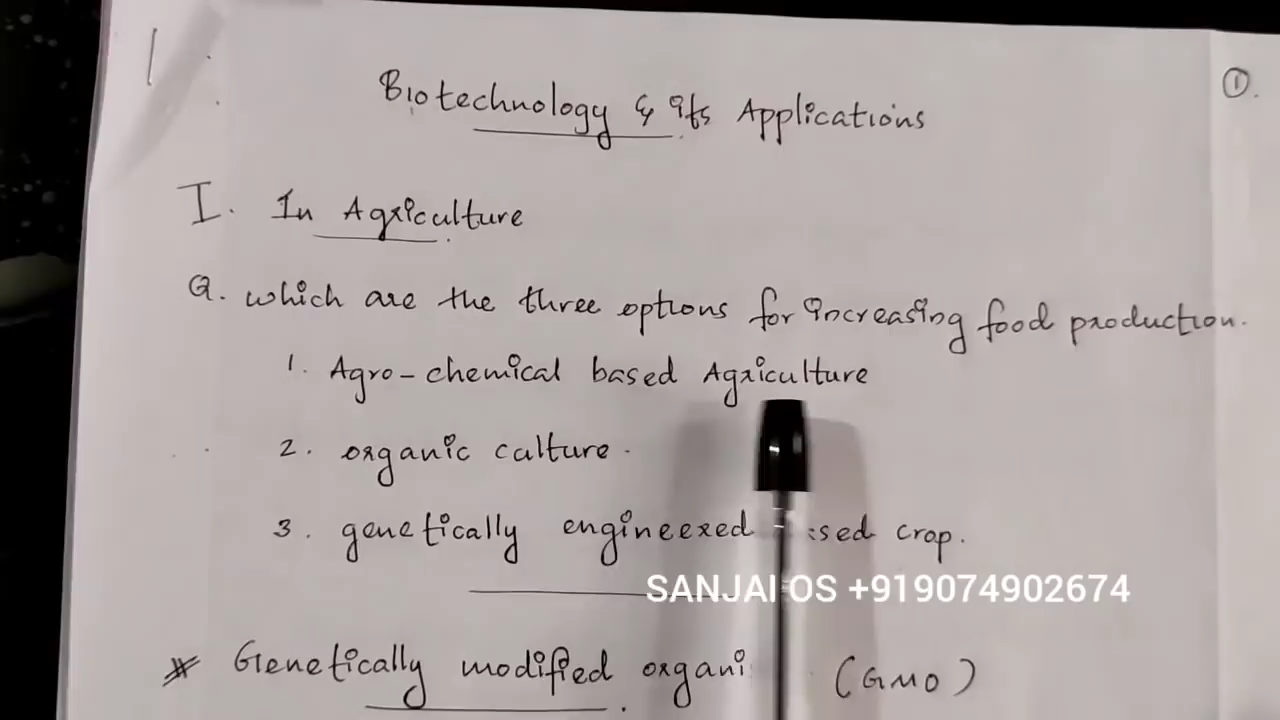 ①.
Biotechnology & its Applications
I. In Agriculture
Q. which are the three options for increasing food production.
1. Agro-chemical based Agriculture
2. organic culture.
3. genetically engineered crop.
SANJAI OS +919074902674
* Genetically modified (GMO)